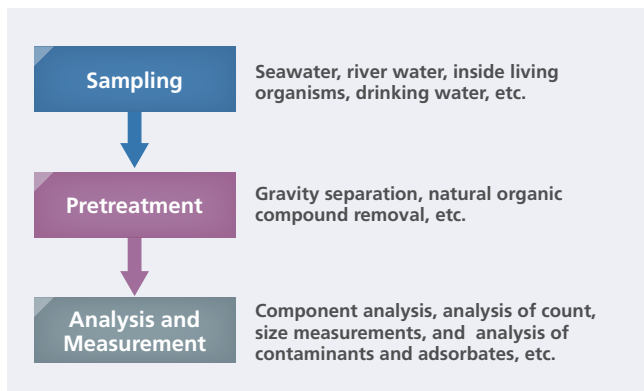 Sampling
Seawater, river water, inside living
organisms, drinking water, etc.
Pretreatment
Gravity separation, natural organic
compound removal, etc.
Analysis and
Measurement
Component analysis, analysis of count,
size measurements, and  analysis of
contaminants and adsorbates, etc.